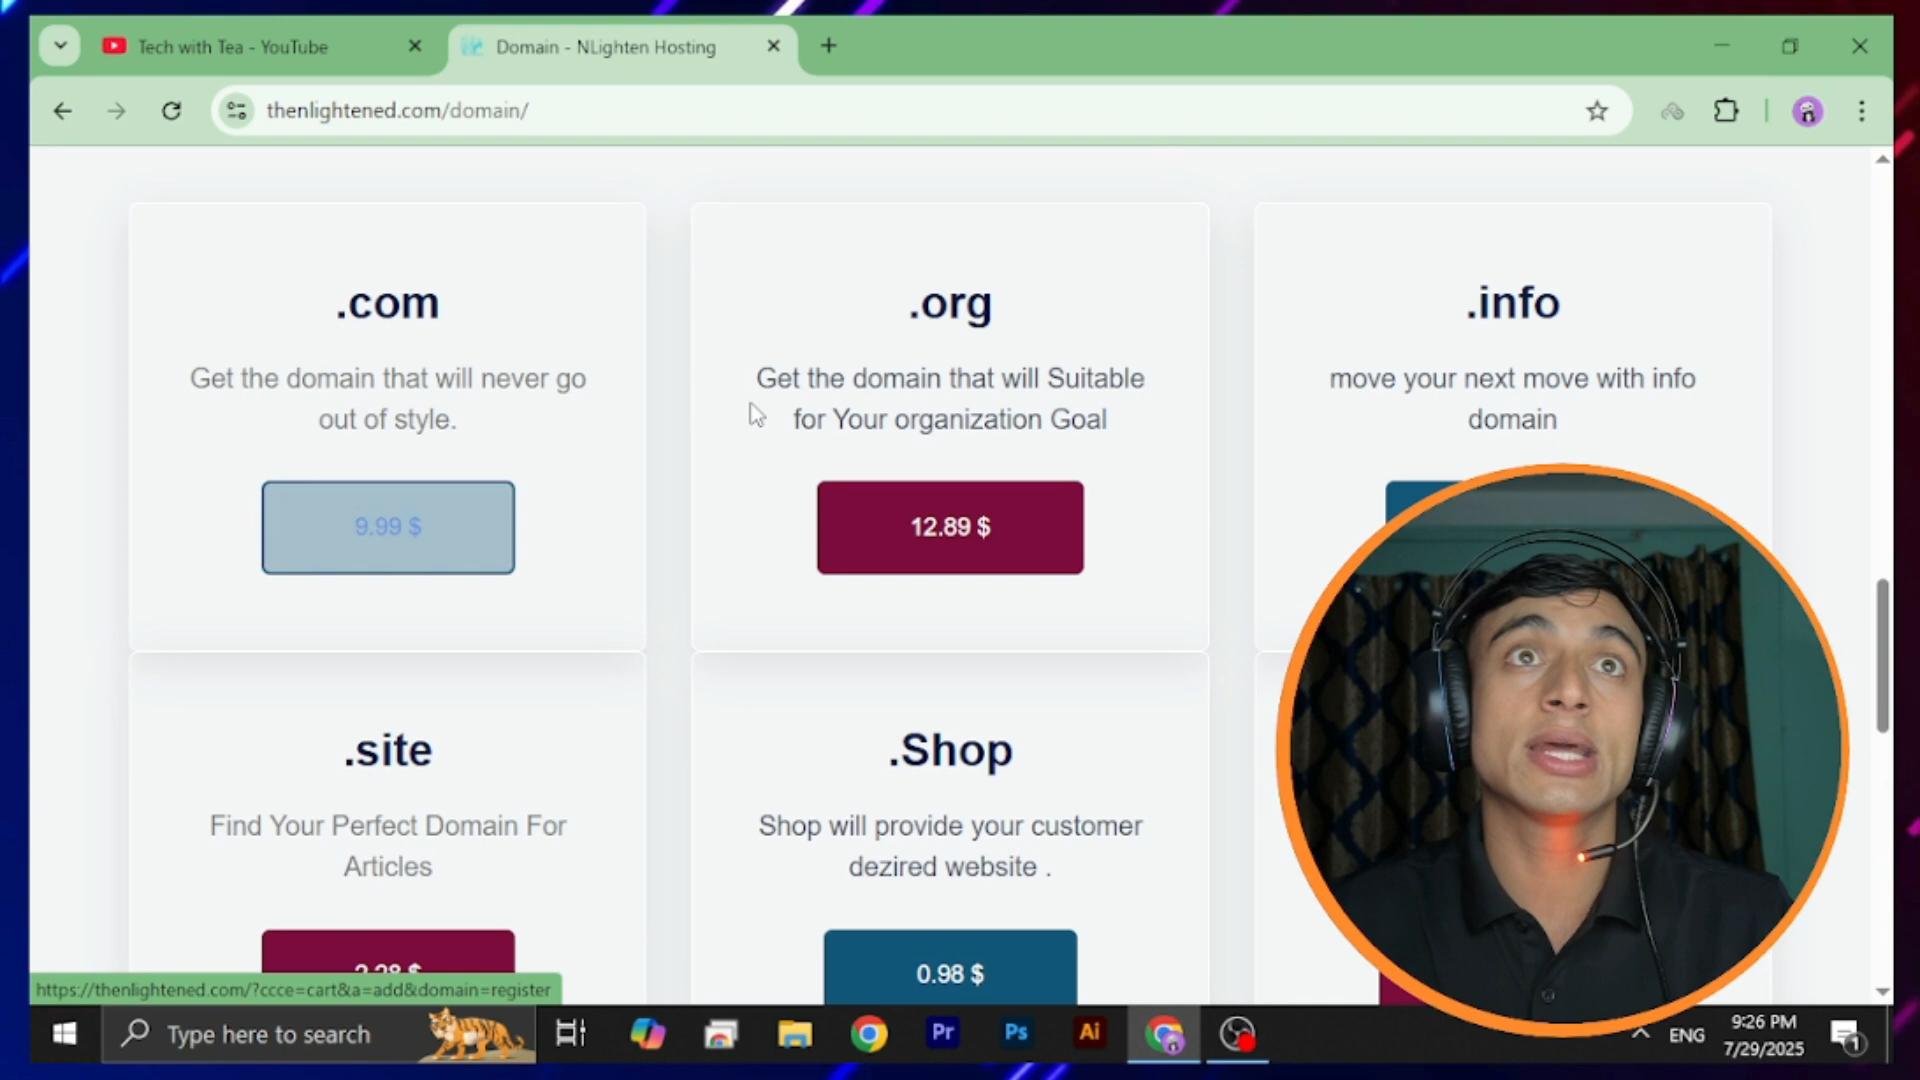 Tech with Tea - YouTube
Domain - NLighten Hosting
thenlightened.com/domain/
.com
Get the domain that will never go
out of style.
9.99 $
.org
Get the domain that will Suitable
for Your organization Goal
12.89 $
.info
move your next move with info
domain
.site
Find Your Perfect Domain For
Articles
.Shop
Shop will provide your customer
dezired website .
0.98 $
https://thenlightened.com/?ccce=cart&a=add&domain=register
Type here to search
Pr
Ps
Ai
ENG
9:26 PM
7/29/2025
1